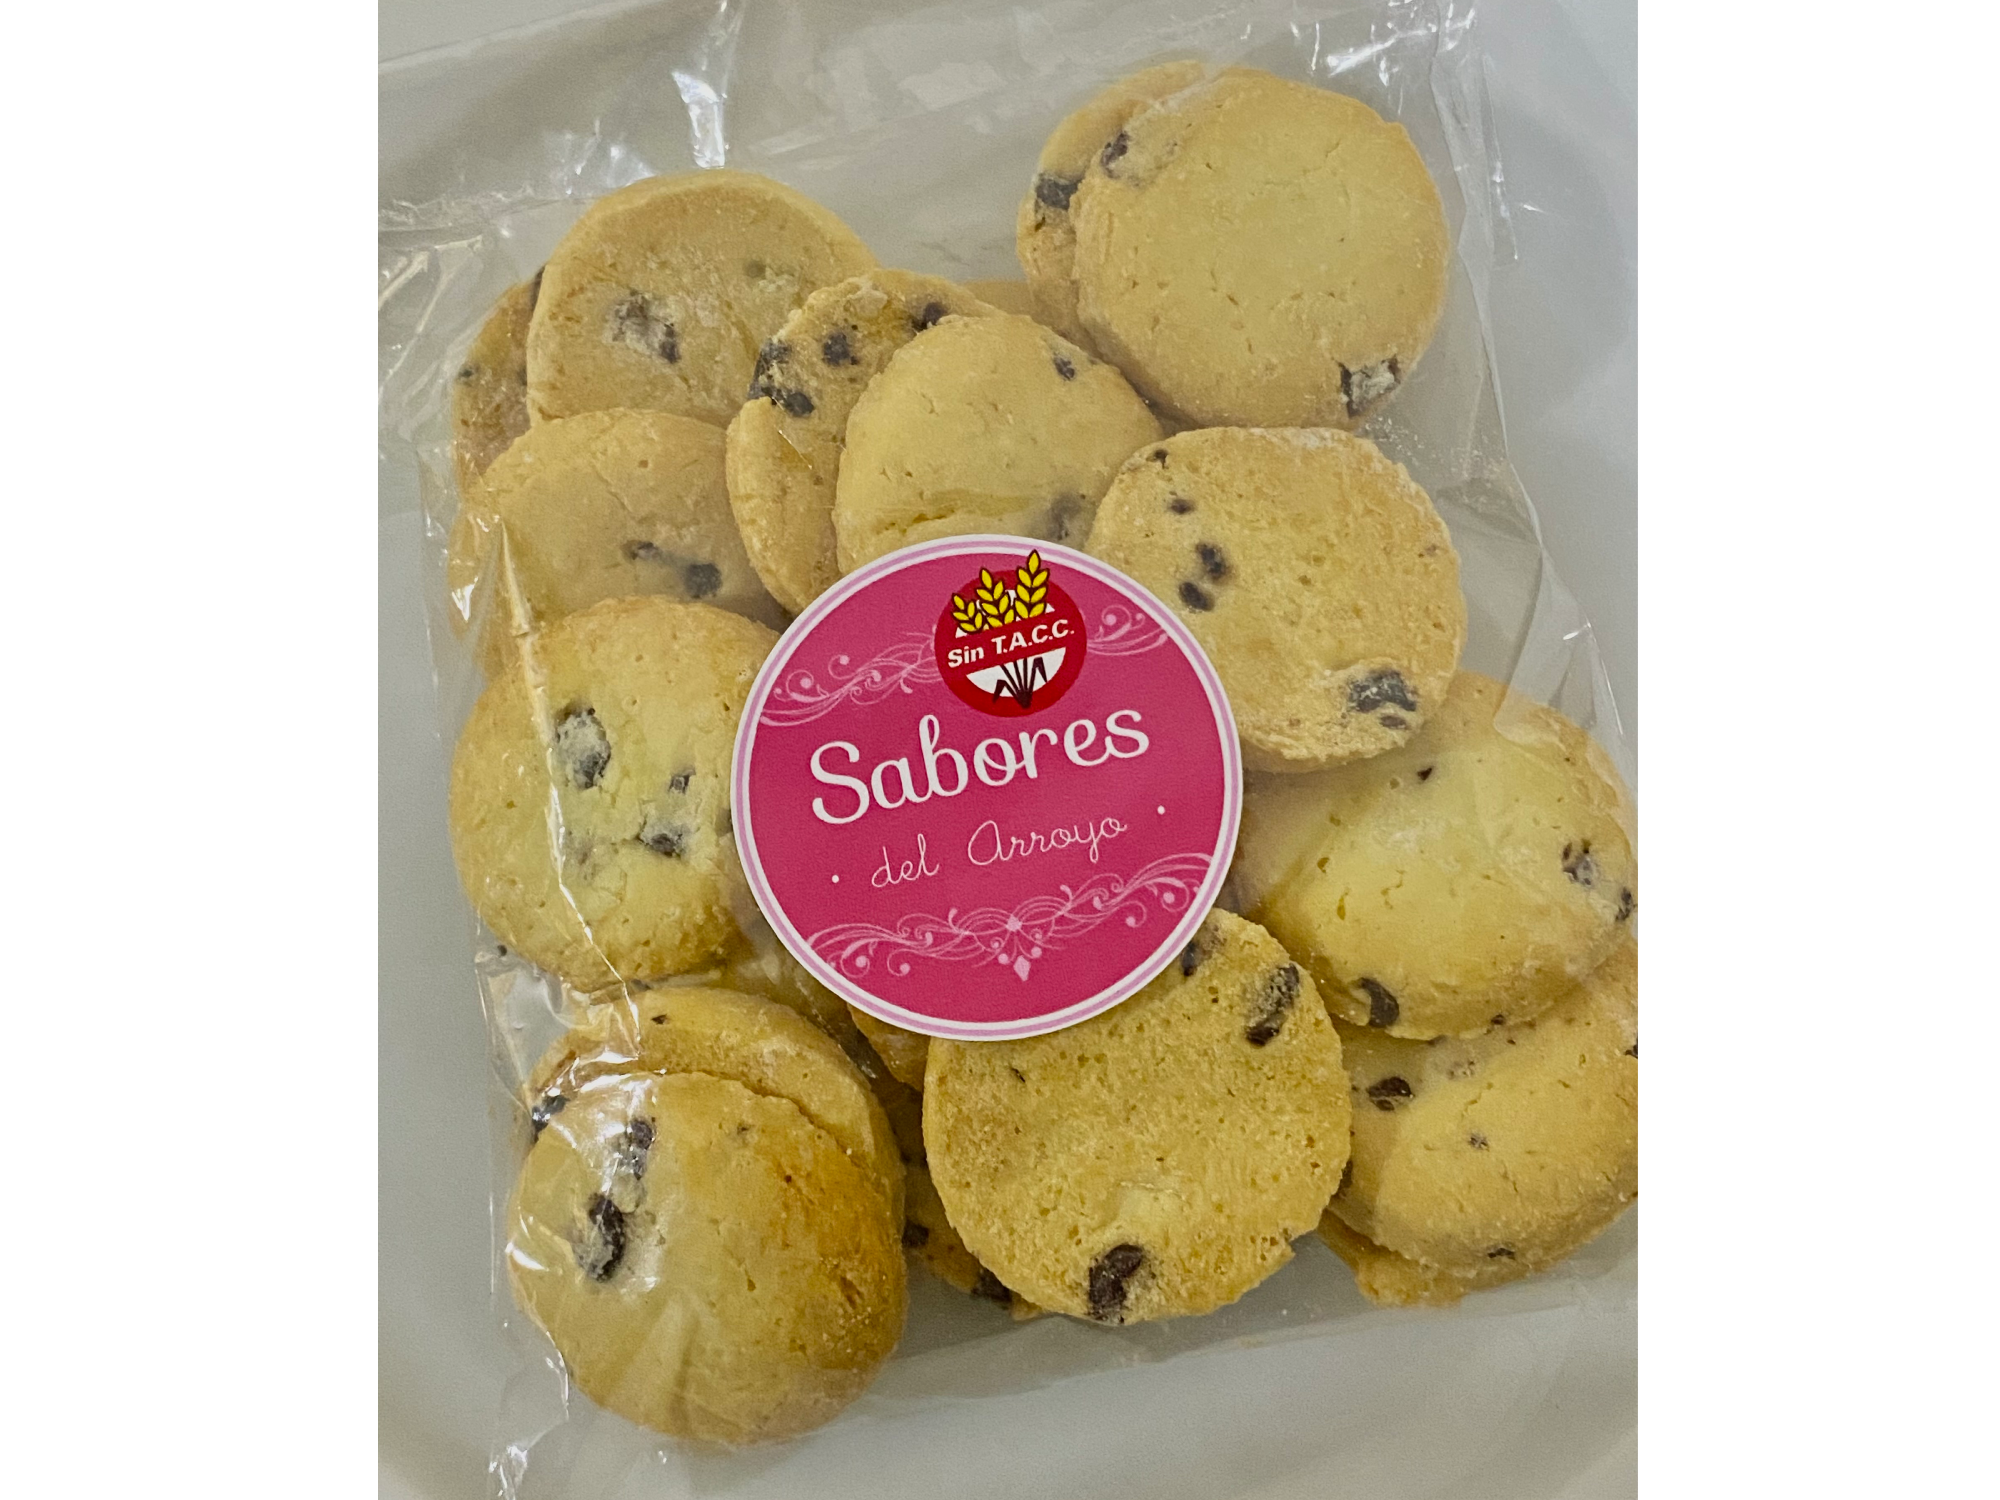 Sin T.A.C.C.
Sabores
· del Arroyo ·